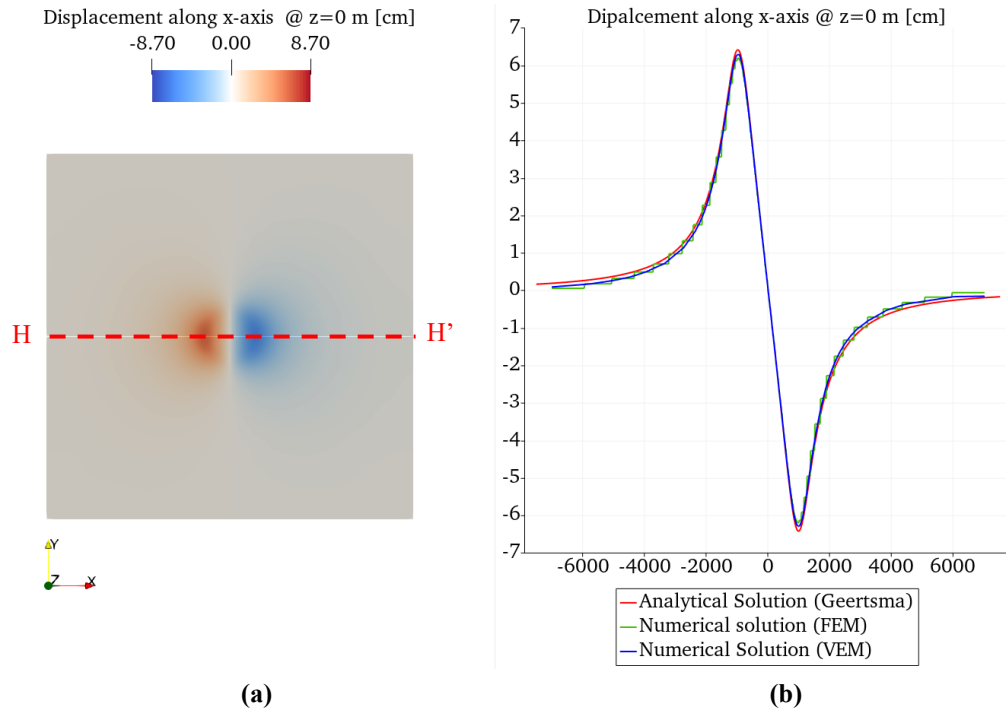 Displacement along x-axis @ z=0 m [cm]
-8.70 0.00 8.70
H H’
Y
Z X
(a)
Dipalcement along x-axis @ z=0 m [cm]
7
6
5
4
3
2
1
0
-1
-2
-3
-4
-5
-6
-7
-6000 -4000 -2000 0 2000 4000 6000
Analytical Solution (Geertsma)
Numerical solution (FEM)
Numerical Solution (VEM)
(b)